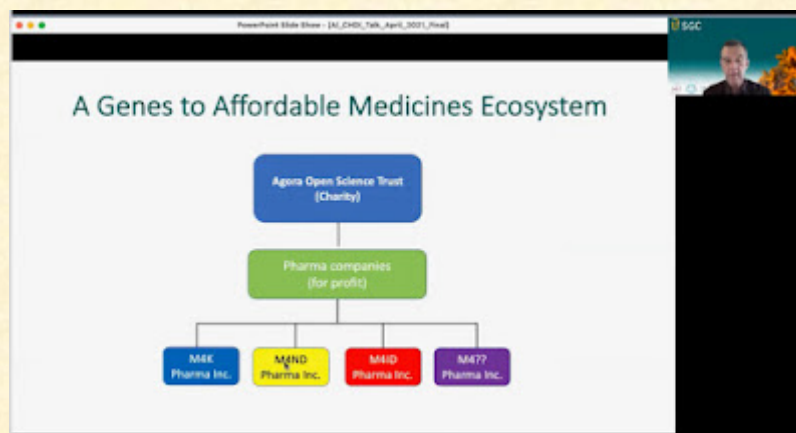 PowerPoint Slide Show - [AI_CHDI_Talk_April_2021_Final]
SGC
A Genes to Affordable Medicines Ecosystem
Agora Open Science Trust
(Charity)
Pharma companies
(for profit)
M4K
Pharma Inc.
M4ND
Pharma Inc.
M4ID
Pharma Inc.
M4??
Pharma Inc.